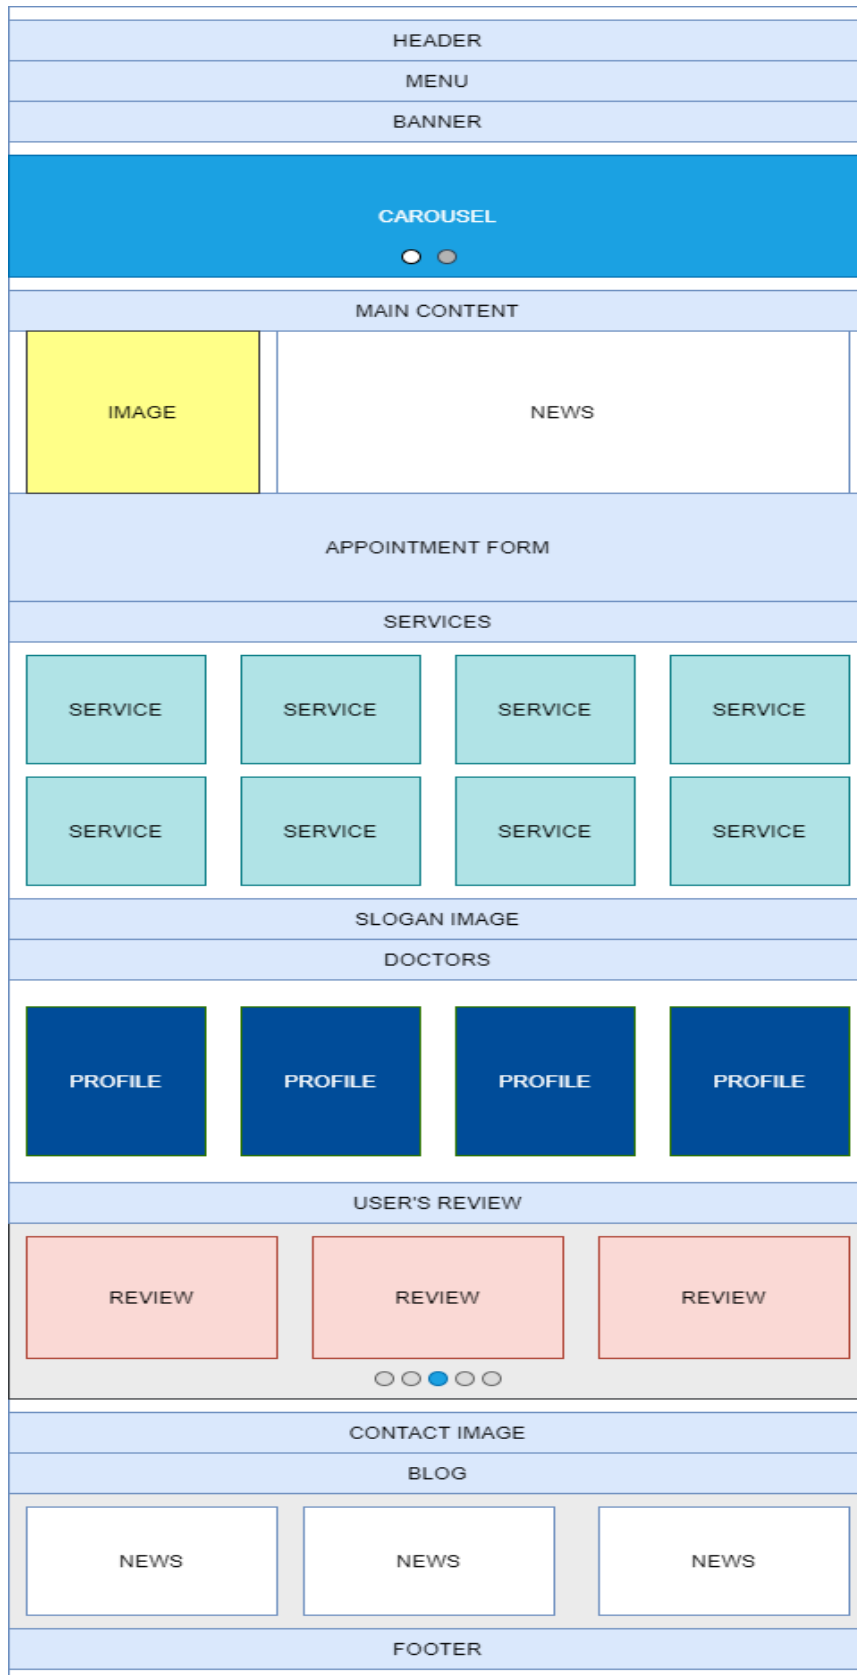 HEADER
MENU
BANNER
CAROUSEL
MAIN CONTENT
IMAGE
NEWS
APPOINTMENT FORM
SERVICES
SERVICE
SERVICE
SERVICE
SERVICE
SERVICE
SERVICE
SERVICE
SERVICE
SLOGAN IMAGE
DOCTORS
PROFILE
PROFILE
PROFILE
PROFILE
USER'S REVIEW
REVIEW
REVIEW
REVIEW
CONTACT IMAGE
BLOG
NEWS
NEWS
NEWS
FOOTER